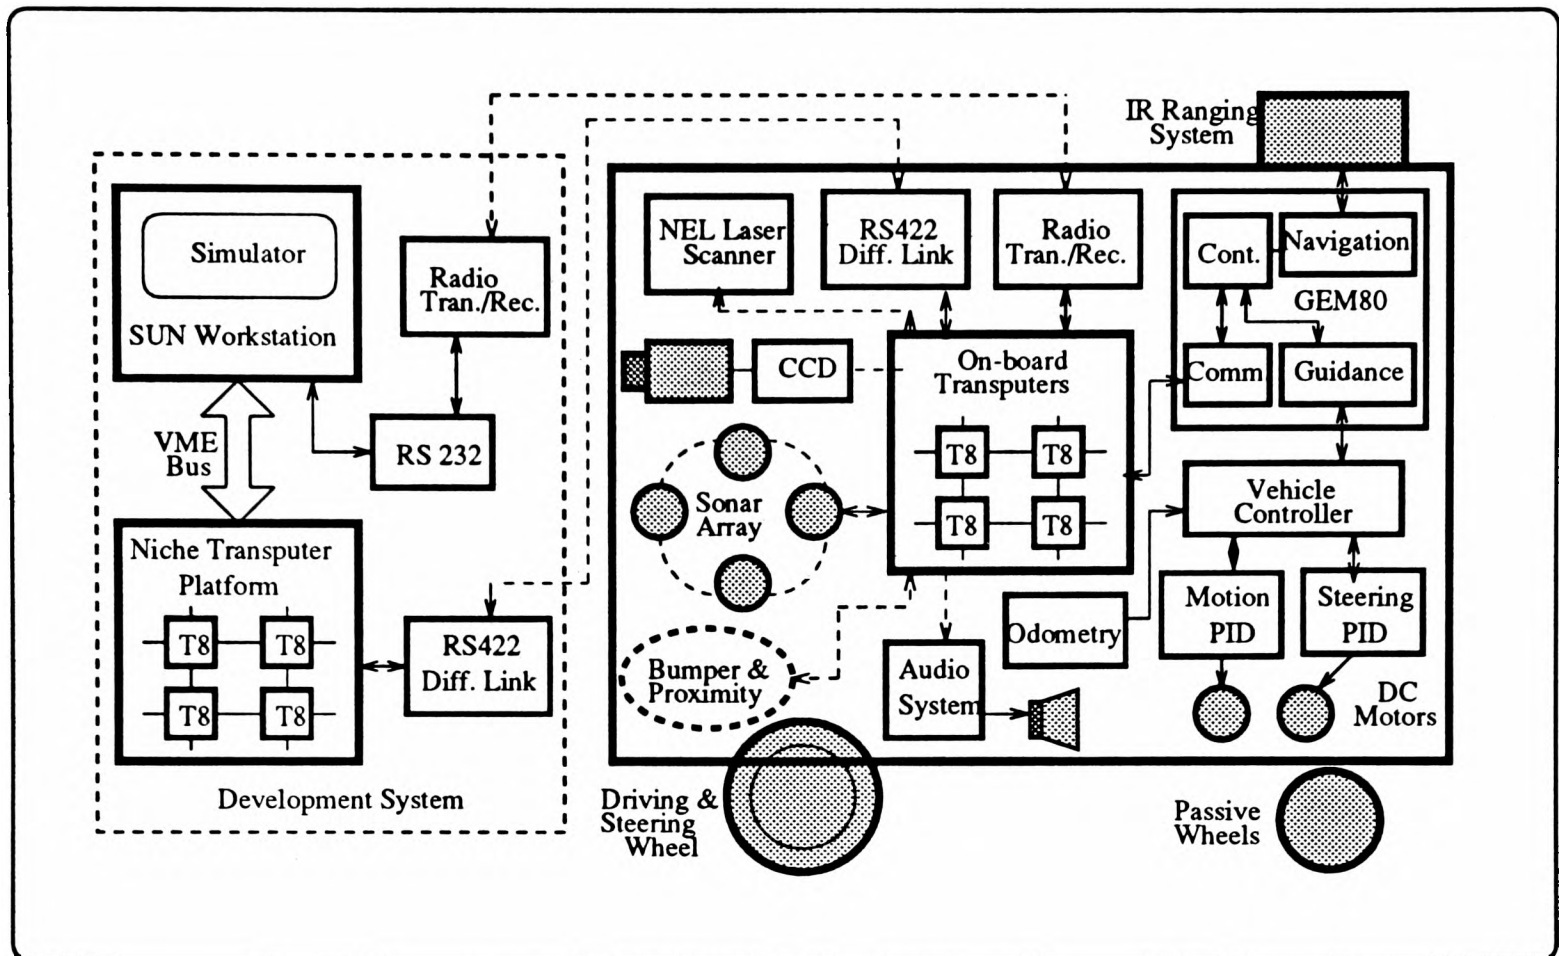 IR Ranging
System
Simulator
SUN Workstation
Radio
Tran./Rec.
VME
Bus
RS 232
Niche Transputer
Platform
T8
T8
T8
T8
RS422
Diff. Link
Development System
NEL Laser
Scanner
RS422
Diff. Link
Radio
Tran./Rec.
Cont.
Navigation
GEM80
Comm
Guidance
CCD
On-board
Transputers
T8
T8
T8
T8
Sonar
Array
Vehicle
Controller
Motion
PID
Steering
PID
Odometry
Bumper &
Proximity
Audio
System
DC
Motors
Driving &
Steering
Wheel
Passive
Wheels